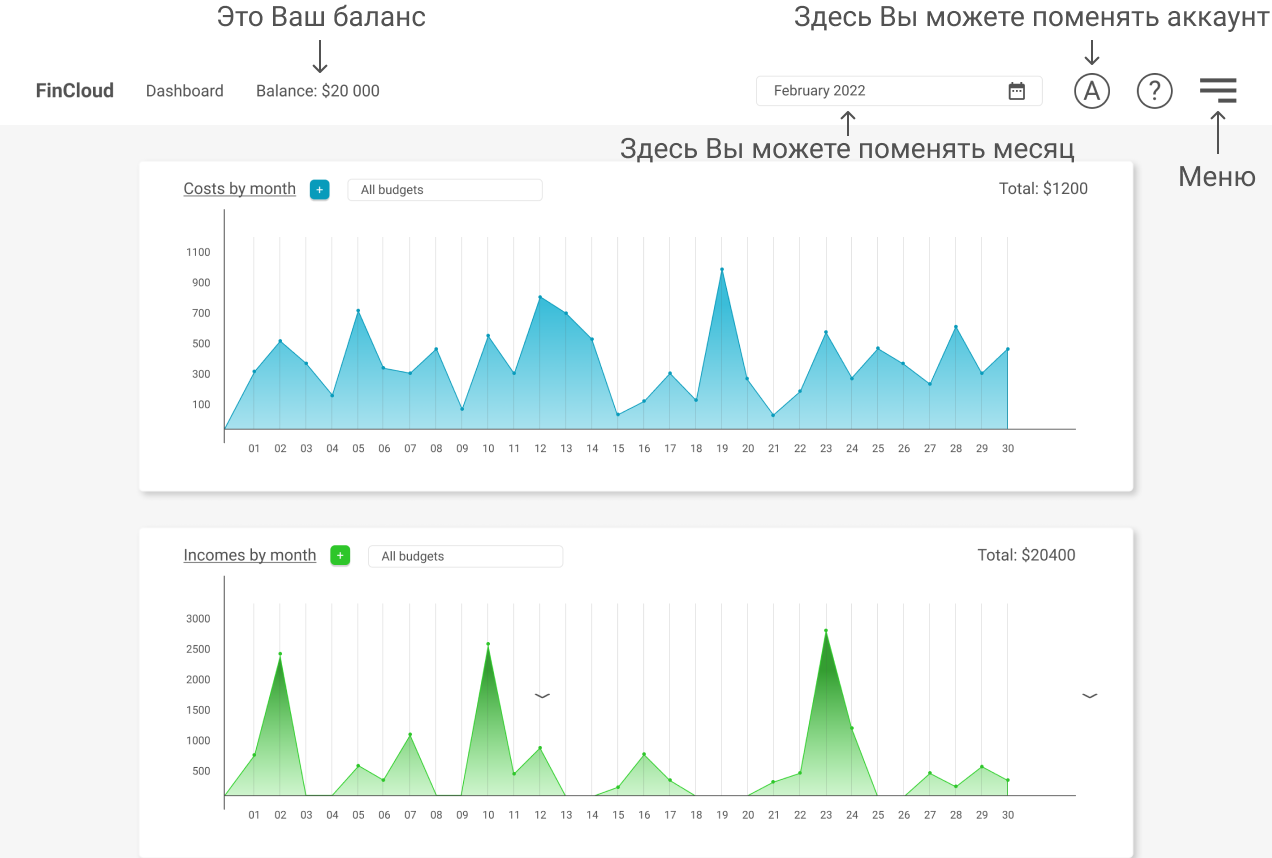 Это Ваш баланс
Здесь Вы можете поменять аккаунт
FinCloud Dashboard Balance: $20 000 February 2022 A ?
Здесь Вы можете поменять месяц
Меню
Costs by month + All budgets Total: $1200
1100
900
700
500
300
100
01 02 03 04 05 06 07 08 09 10 11 12 13 14 15 16 17 18 19 20 21 22 23 24 25 26 27 28 29 30
Incomes by month + All budgets Total: $20400
3000
2500
2000
1500
1000
500
01 02 03 04 05 06 07 08 09 10 11 12 13 14 15 16 17 18 19 20 21 22 23 24 25 26 27 28 29 30